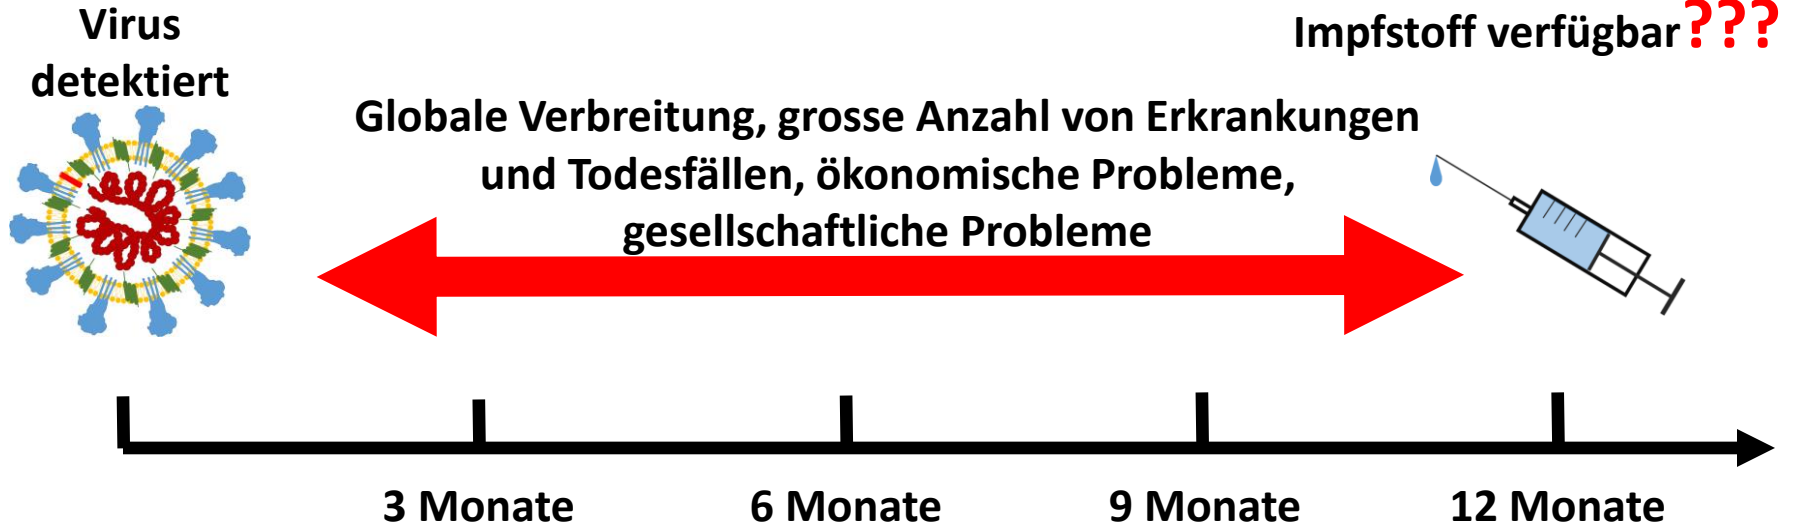 Virus
detektiert
Impfstoff verfügbar???
Globale Verbreitung, grosse Anzahl von Erkrankungen
und Todesfällen, ökonomische Probleme,
gesellschaftliche Probleme
3 Monate
6 Monate
9 Monate
12 Monate